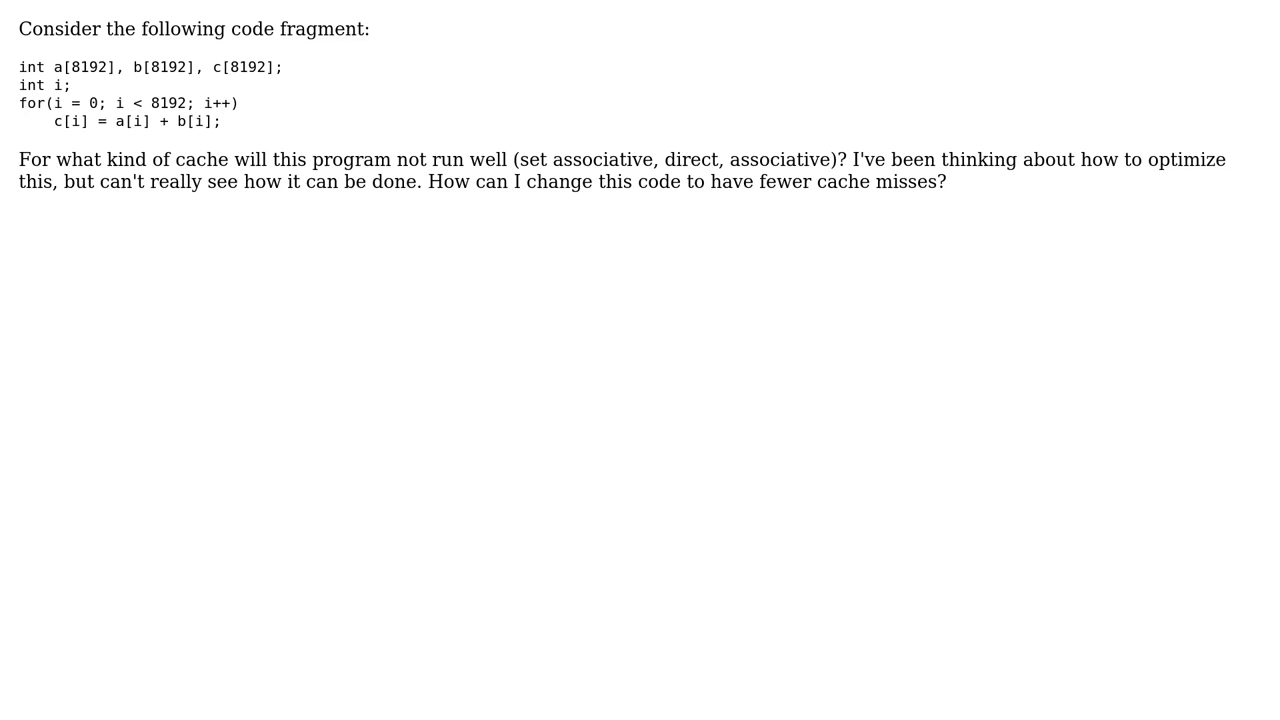 Consider the following code fragment:
int a[8192], b[8192], c[8192];
int i;
for(i = 0; i < 8192; i++)
    c[i] = a[i] + b[i];
For what kind of cache will this program not run well (set associative, direct, associative)? I've been thinking about how to optimize
this, but can't really see how it can be done. How can I change this code to have fewer cache misses?